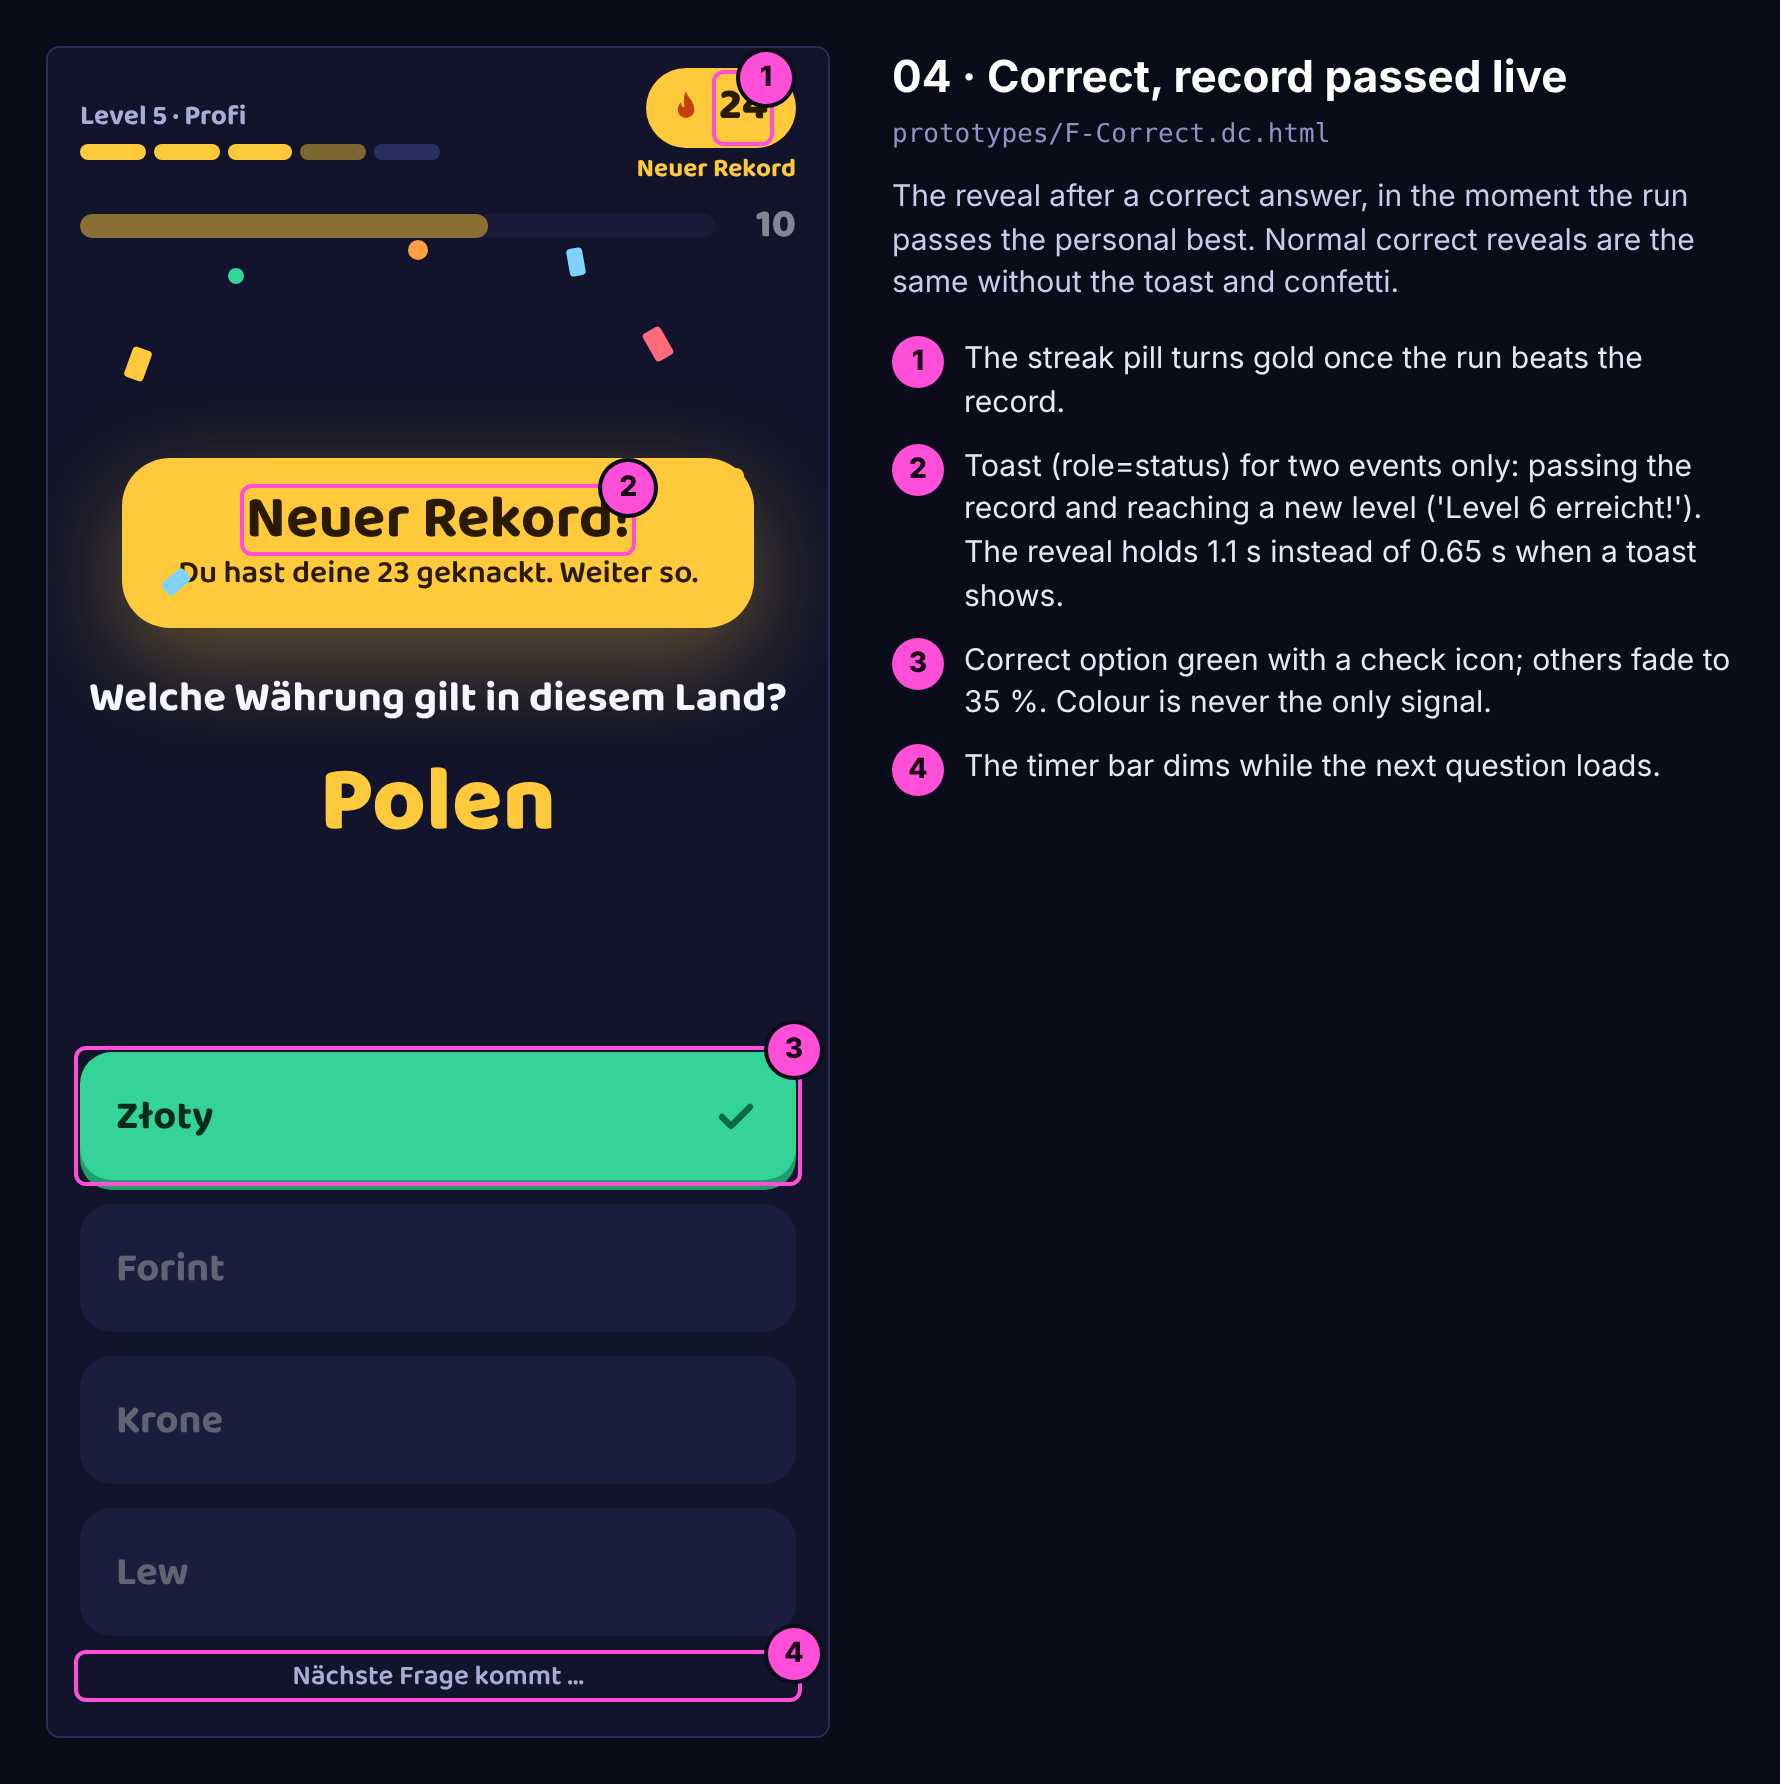 Level 5 · Profi
24
1
Neuer Rekord
10
Neuer Rekord!
2
Du hast deine 23 geknackt. Weiter so.
Welche Währung gilt in diesem Land?
Polen
3
Złoty
Forint
Krone
Lew
4
Nächste Frage kommt ...
04 · Correct, record passed live
prototypes/F-Correct.dc.html
The reveal after a correct answer, in the moment the run
passes the personal best. Normal correct reveals are the
same without the toast and confetti.
1 The streak pill turns gold once the run beats the
record.
2 Toast (role=status) for two events only: passing the
record and reaching a new level ('Level 6 erreicht!').
The reveal holds 1.1 s instead of 0.65 s when a toast
shows.
3 Correct option green with a check icon; others fade to
35 %. Colour is never the only signal.
4 The timer bar dims while the next question loads.